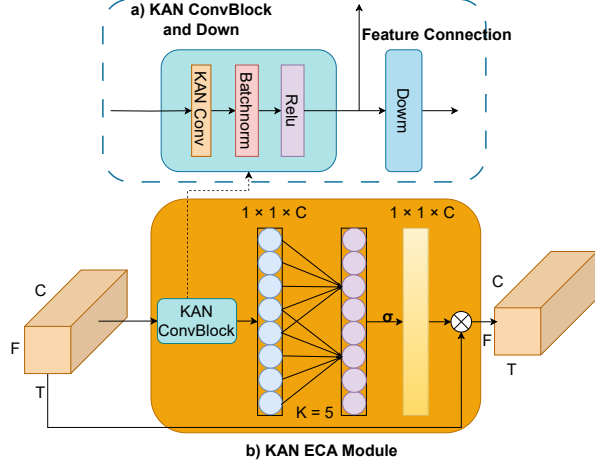 a) KAN ConvBlock
and Down
Feature Connection
KAN Conv
Batchnorm
Relu
Dowm
1 × 1 × C
1 × 1 × C
C
F
T
KAN
ConvBlock
σ
K = 5
C
F
T
b) KAN ECA Module